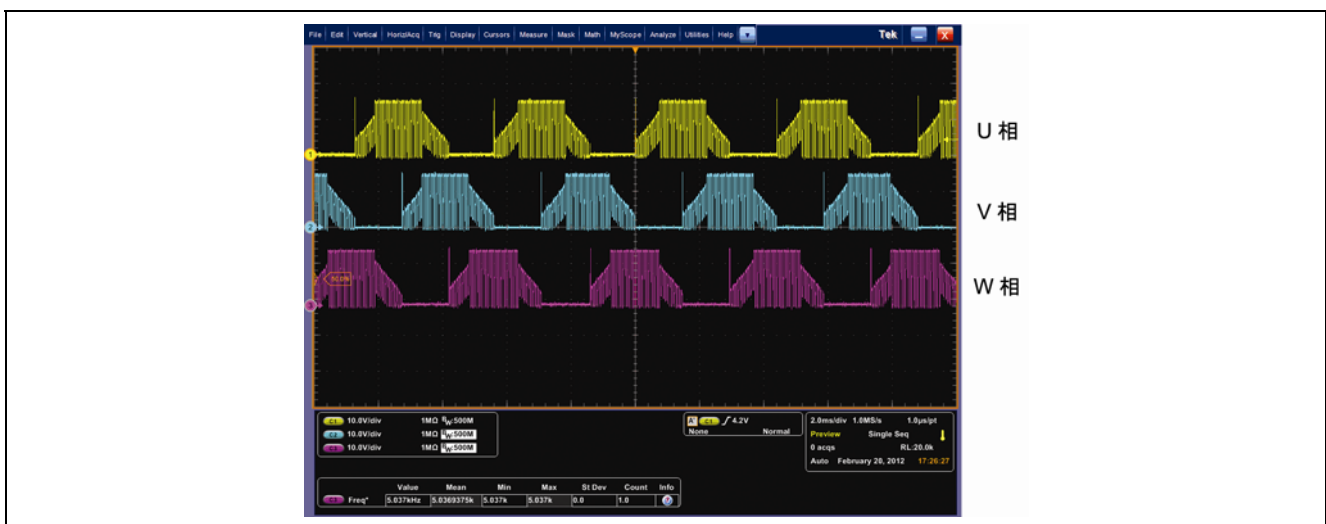 File Edit Vertical Horiz/Acq Trig Display Cursors Measure Mask Math MyScope Analyze Utilities Help Tek X
U 相
1
V 相
2
W 相
3
C1 10.0V/div 1MΩ BW:500M
C2 10.0V/div 1MΩ BW:500M
C3 10.0V/div 1MΩ BW:500M
A' C1 4.2V
None Normal
2.0ms/div 1.0MS/s 1.0μs/pt
Preview Single Seq
0 acqs RL:20.0k
Auto February 28, 2012 17:26:27
Value Mean Min Max St Dev Count Info
C3 Freq* 5.037kHz 5.0369375k 5.037k 5.037k 0.0 1.0